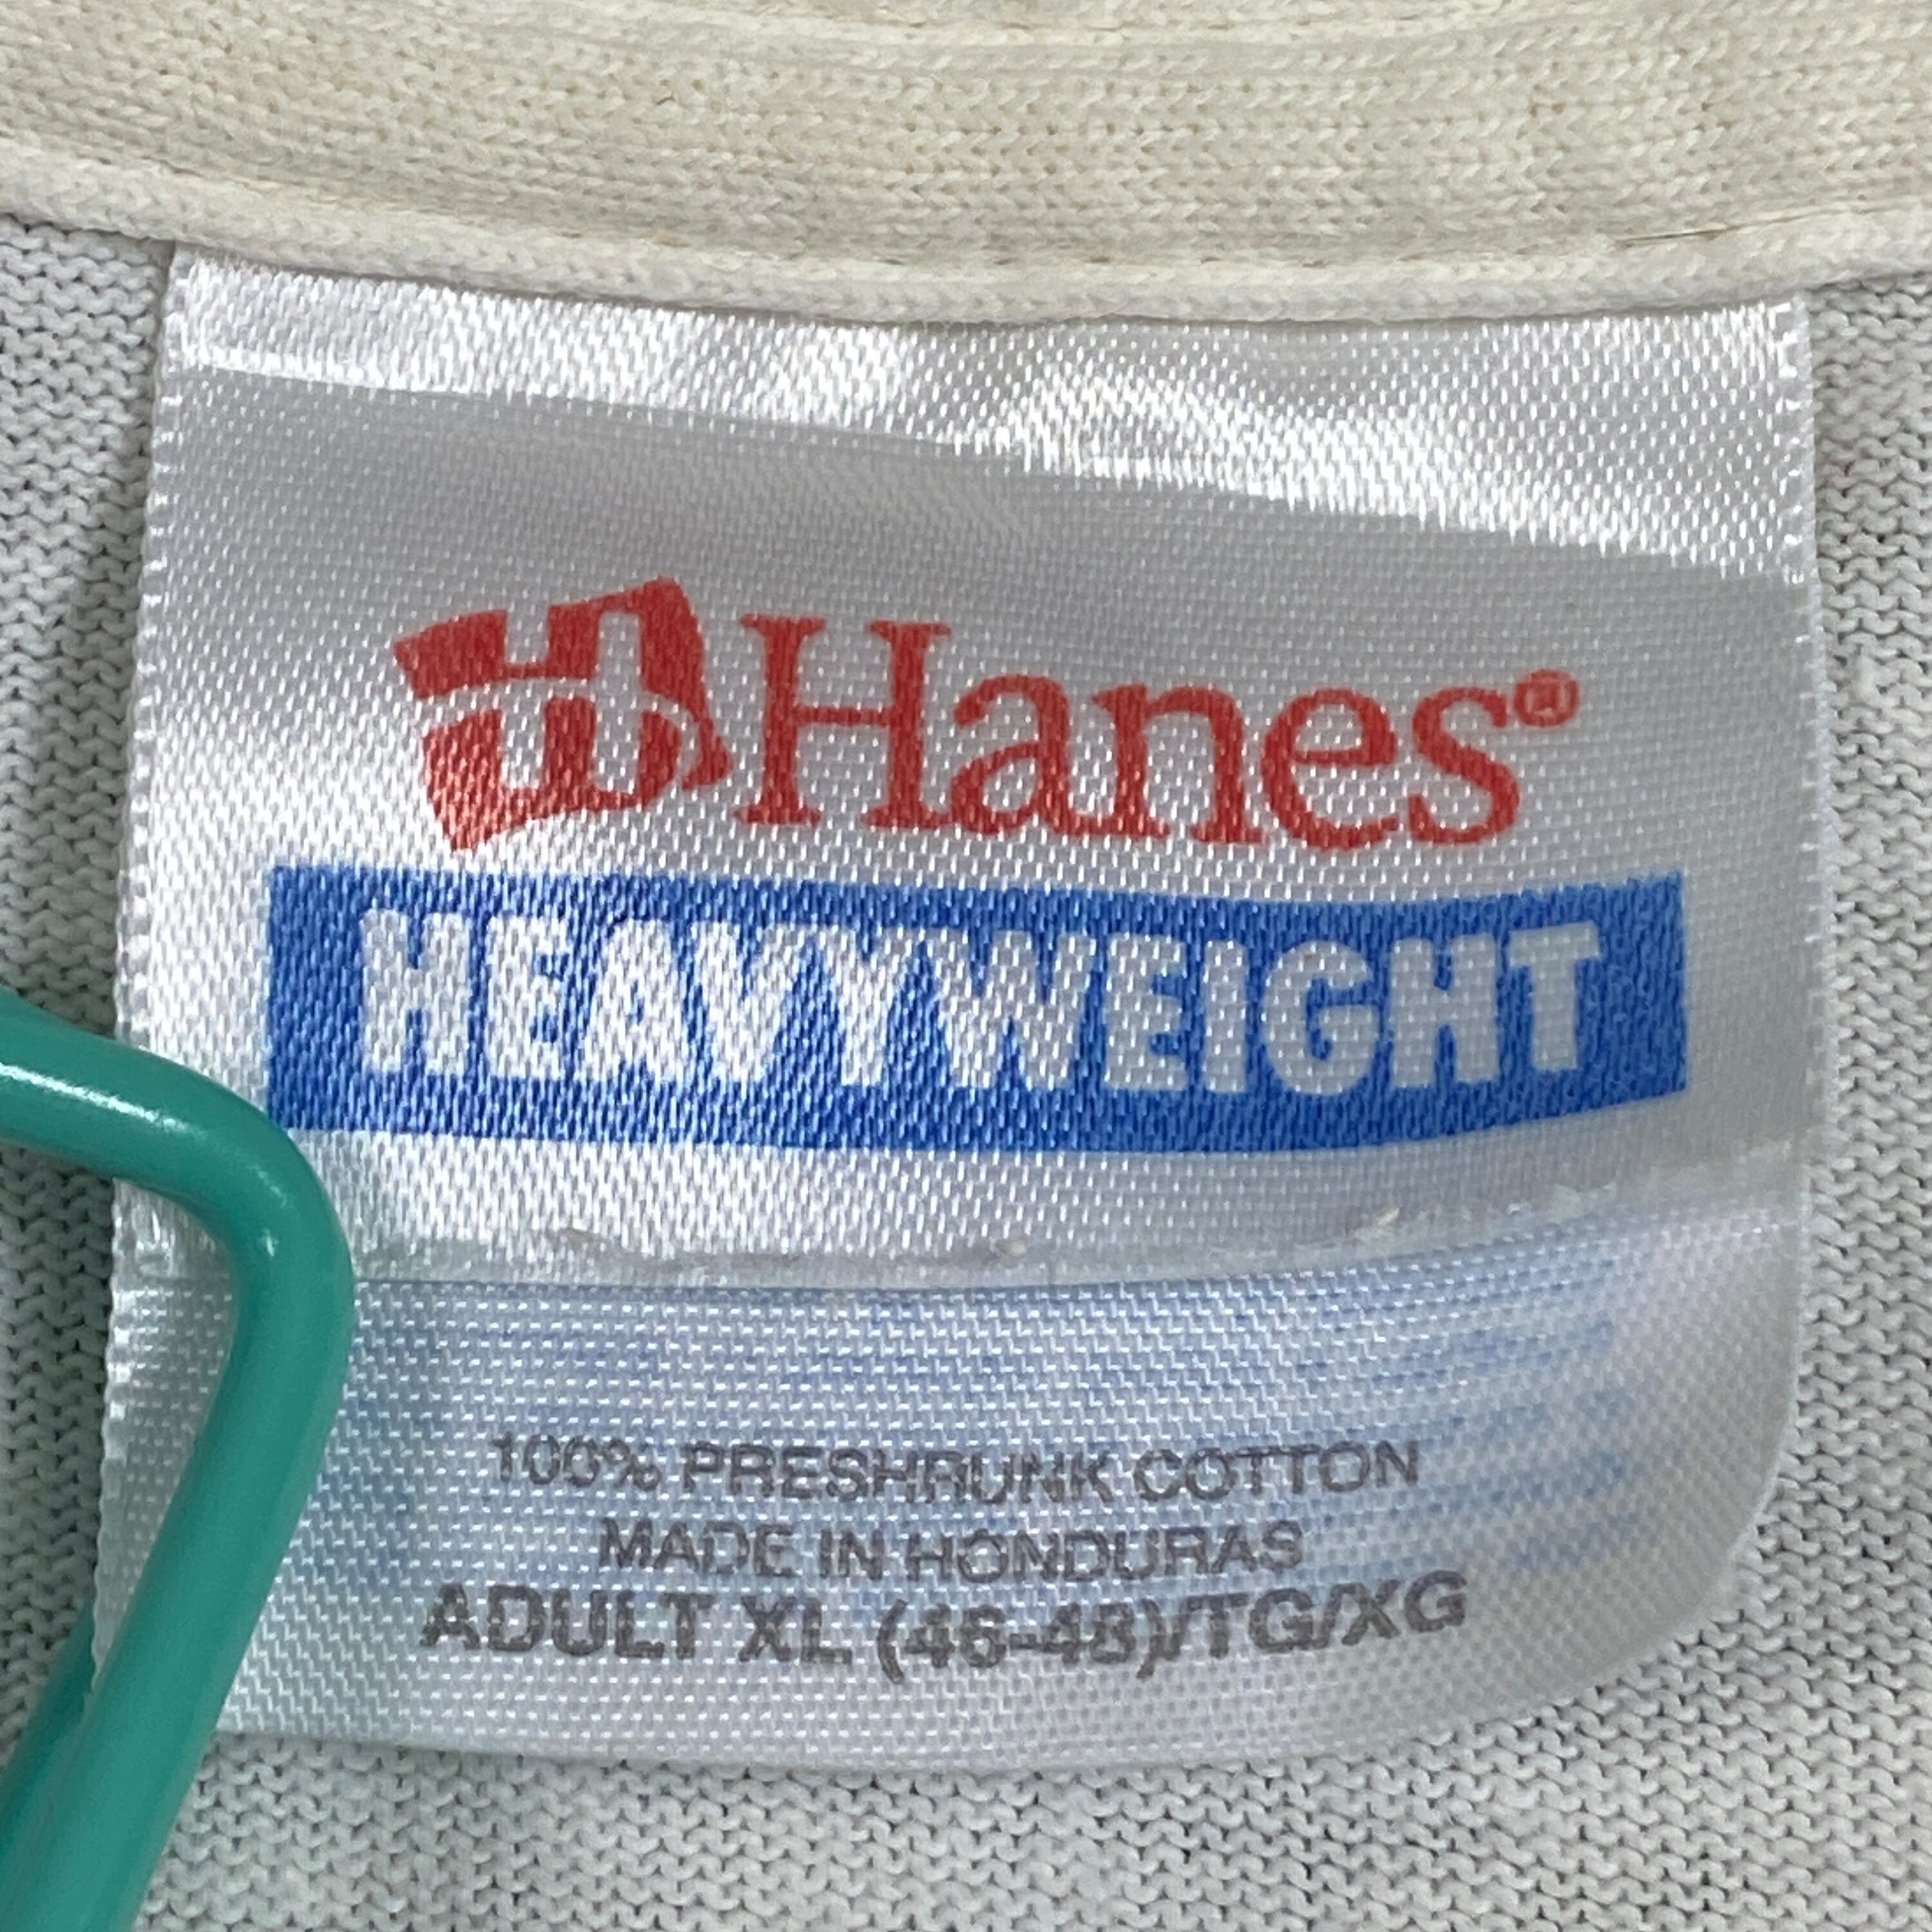 Hanes®
HEAVYWEIGHT
100% PRESHRUNK COTTON
MADE IN HONDURAS
ADULT XL (46-48)/TG/XG